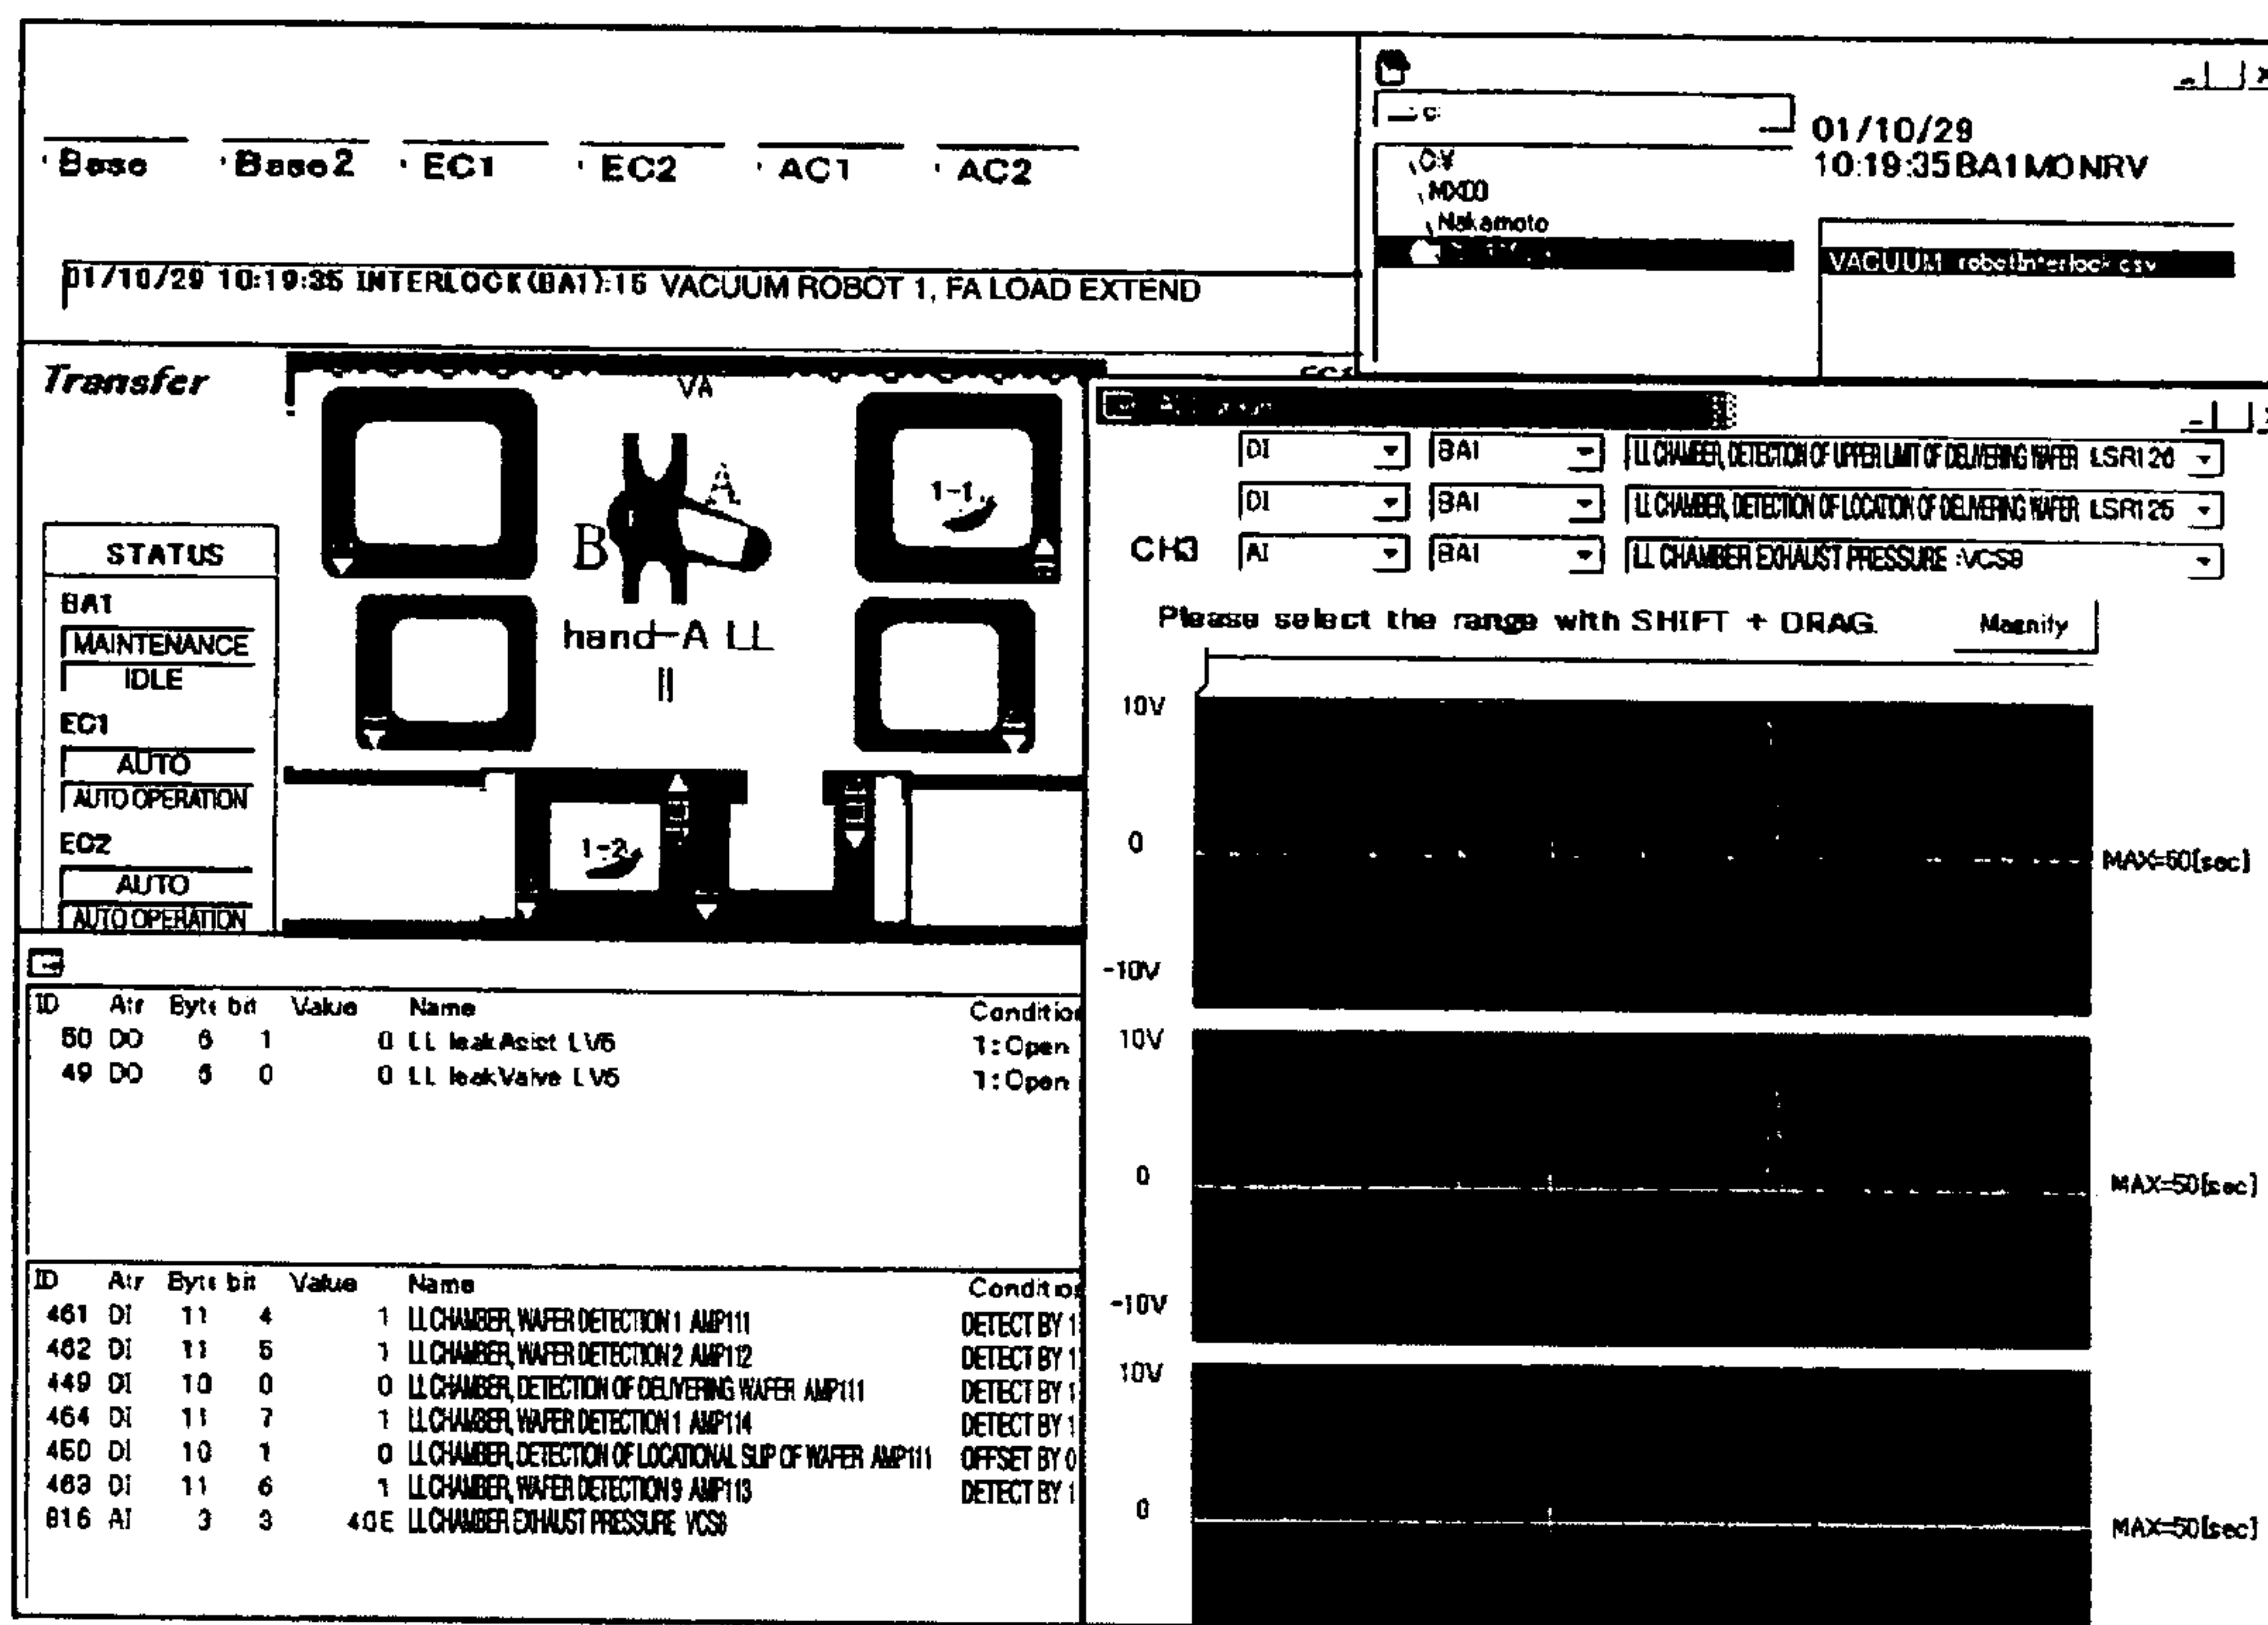 Base Base2 EC1 EC2 AC1 AC2
01/10/29 10:19:35 INTERLOCK(BA1):16 VACUUM ROBOT 1, FA LOAD EXTEND
c:
C:¥
MX00
Nakamoto
01/10/29
10:19:35BA1MONRV
VACUUM robotInterlock csv
Transfer
VA
A
B
1-1
hand-A LL
1-2
STATUS
BA1
MAINTENANCE
IDLE
EC1
AUTO
AUTO OPERATION
EC2
AUTO
AUTO OPERATION
DI BA1 LL CHAMBER, DETECTION OF UPPER LIMIT OF DELIVERING WAFER LSR126
DI BA1 LL CHAMBER, DETECTION OF LOCATION OF DELIVERING WAFER LSR125
CH3 AI BA1 LL CHAMBER EXHAUST PRESSURE :VCS8
Please select the range with SHIFT + DRAG. Magnify
10V
0
MAX=50[sec]
-10V
10V
0
MAX=50[sec]
-10V
10V
0
MAX=50[sec]
ID Atr Byte bit Value Name Condition
50 DO 6 1 0 LL leakAsist LV6 1:Open
49 DO 6 0 0 LL leakValve LV5 1:Open
ID Atr Byte bit Value Name Condition
461 DI 11 4 1 LL CHAMBER, WAFER DETECTION 1 AMP111 DETECT BY 1
462 DI 11 5 1 LL CHAMBER, WAFER DETECTION 2 AMP112 DETECT BY 1
449 DI 10 0 0 LL CHAMBER, DETECTION OF DELIVERING WAFER AMP111 DETECT BY 1
464 DI 11 7 1 LL CHAMBER, WAFER DETECTION 1 AMP114 DETECT BY 1
450 DI 10 1 0 LL CHAMBER, DETECTION OF LOCATIONAL SLIP OF WAFER AMP111 OFFSET BY 0
463 DI 11 6 1 LL CHAMBER, WAFER DETECTION 9 AMP113 DETECT BY 1
816 AI 3 3 40E LL CHAMBER EXHAUST PRESSURE VCS8